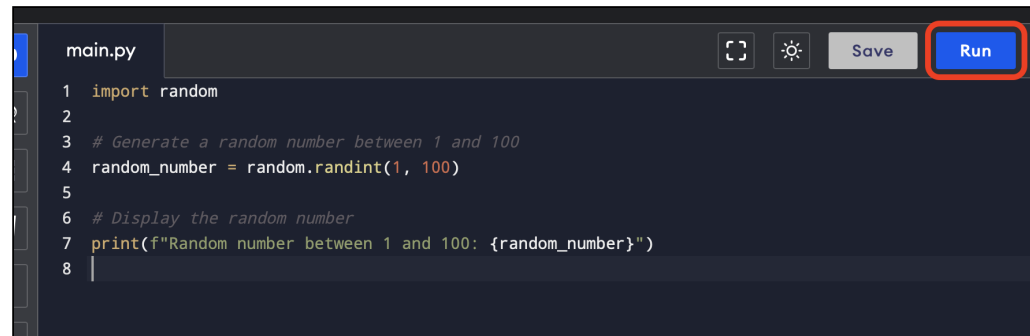 main.py
Save
Run
1 import random
2
3 # Generate a random number between 1 and 100
4 random_number = random.randint(1, 100)
5
6 # Display the random number
7 print(f"Random number between 1 and 100: {random_number}")
8